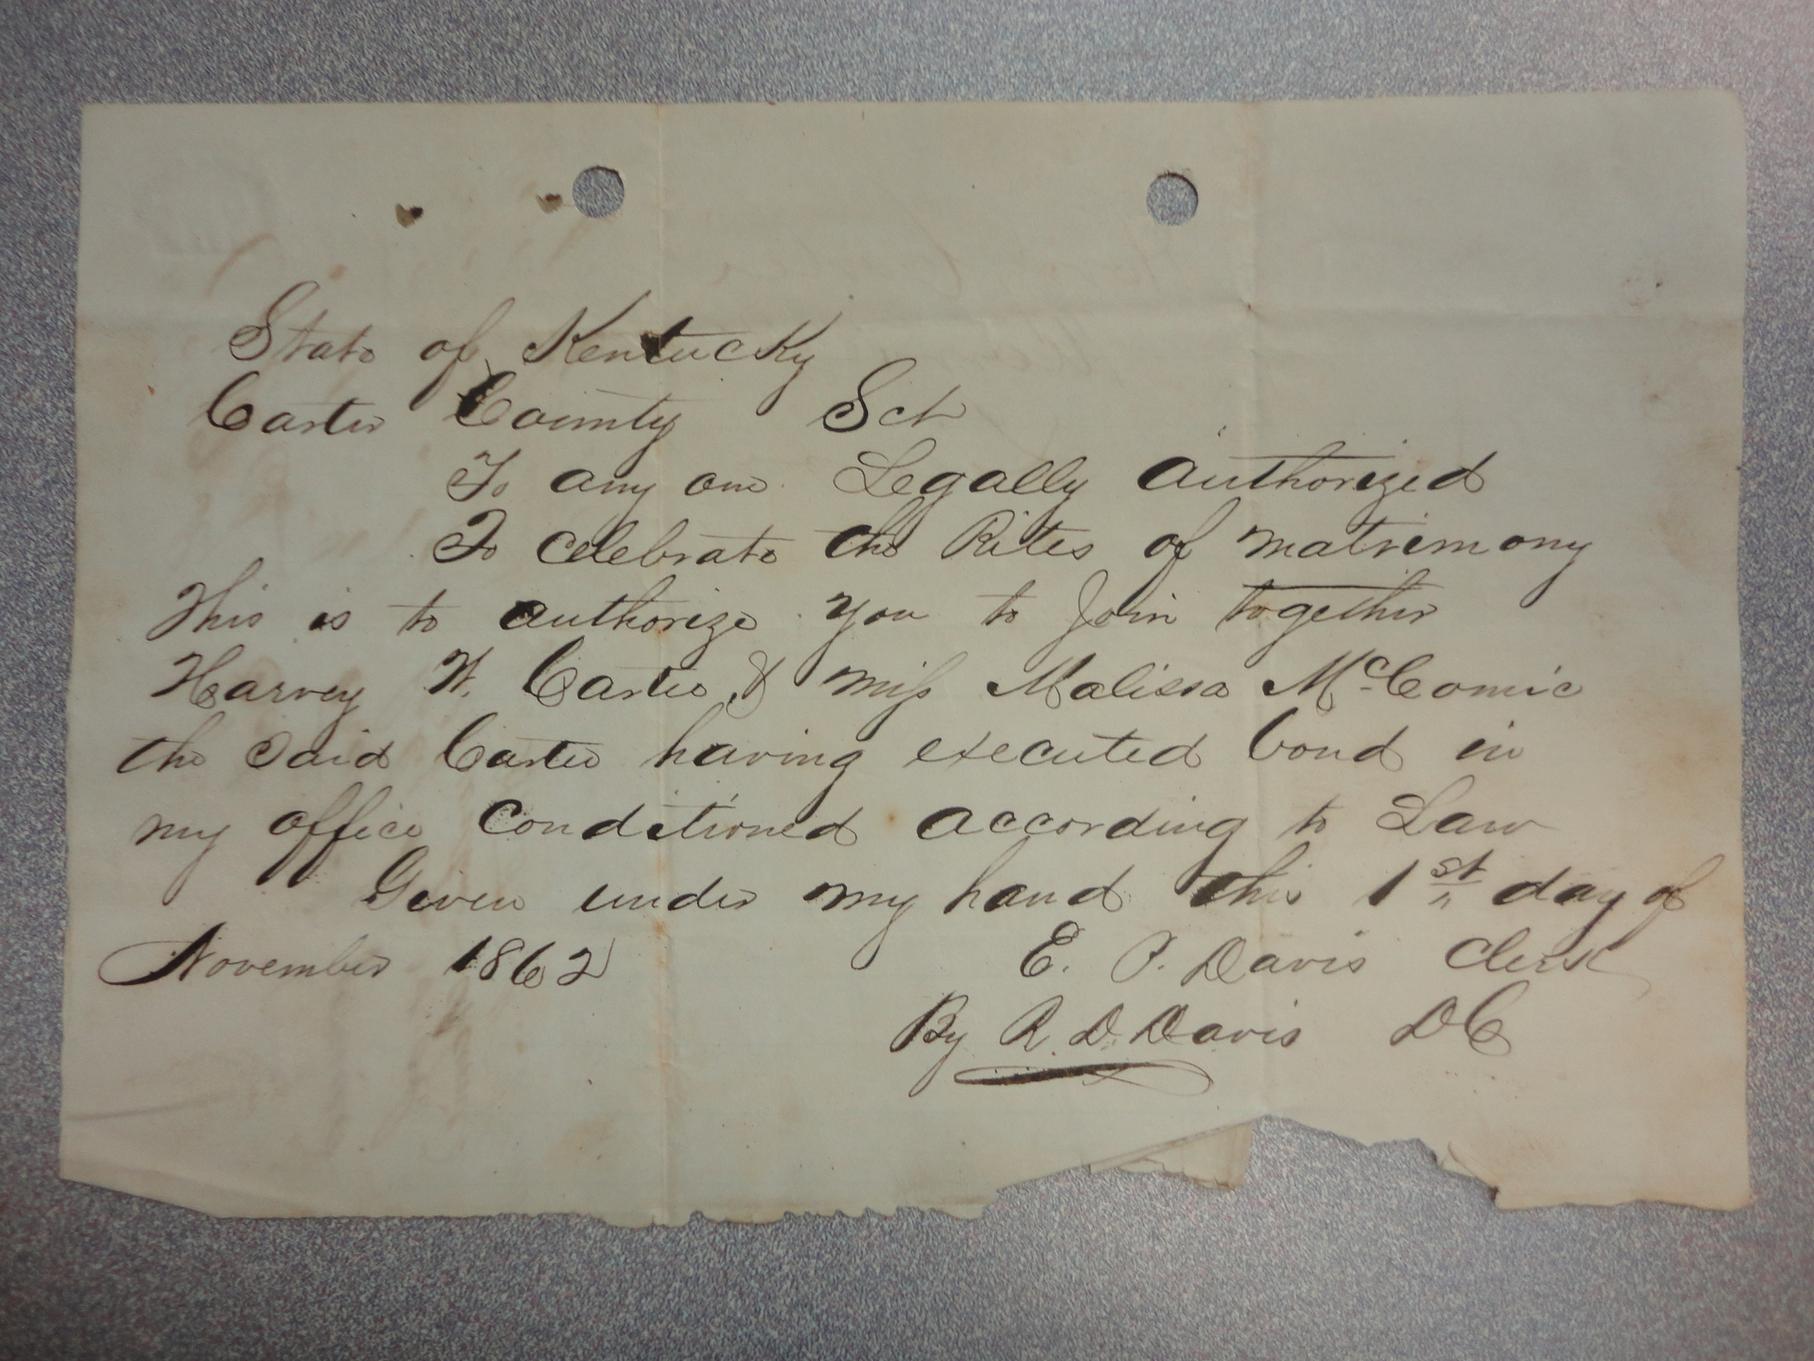 State of Kentucky
Carter County Sct
To any one Legally authorized
To celebrate the Rites of matrimony
This is to authorize you to Join together
Harvey W. Carter & miss Malissa McComic
the said Carter having executed bond in
my office conditioned according to Law
Given under my hand this 1st day of
November 1862 E. P. Davis Clerk
By R. D. Davis DC